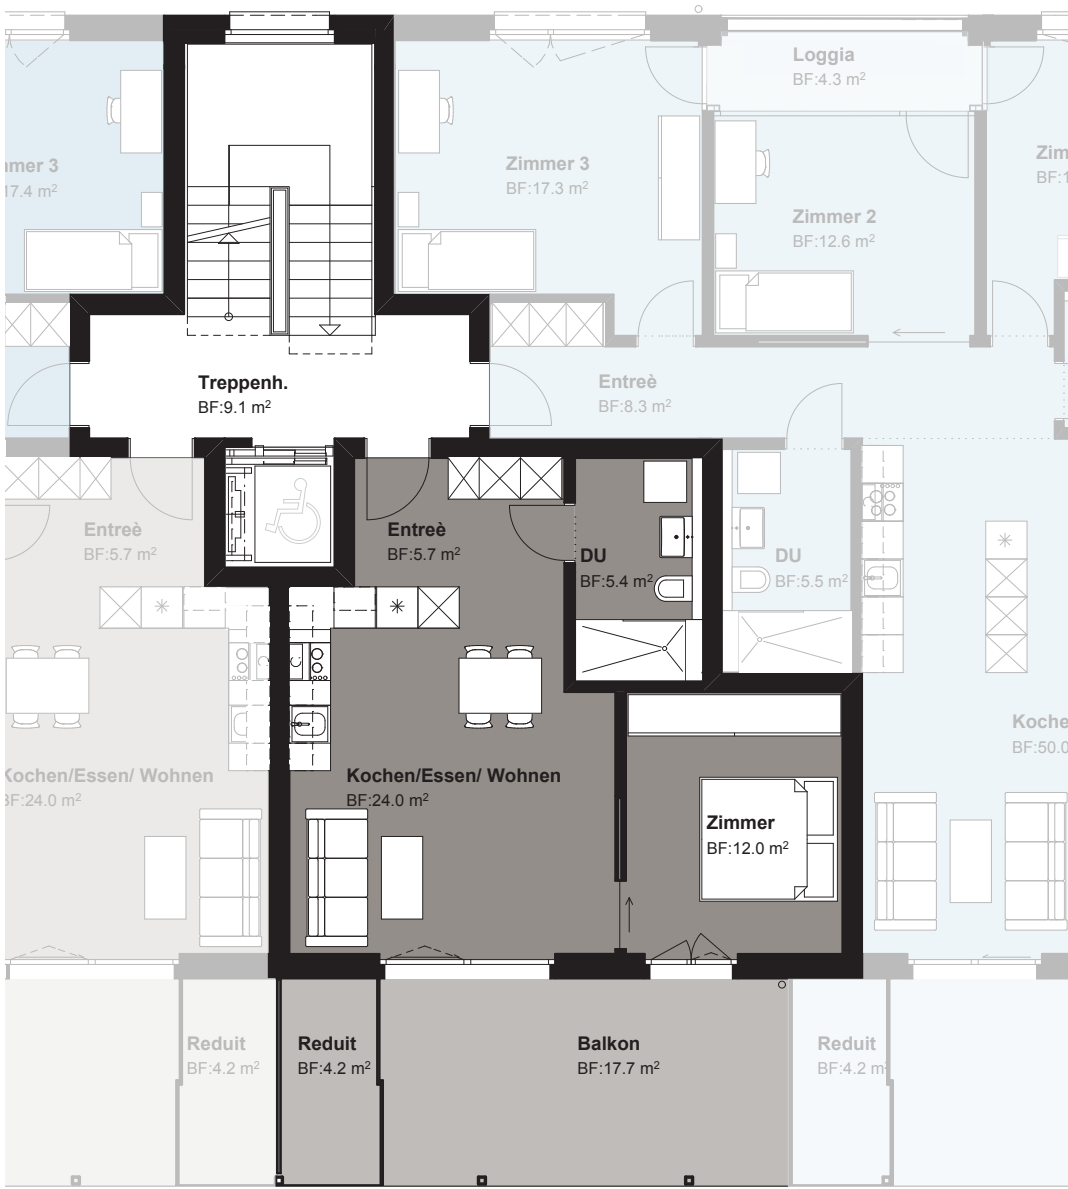 Loggia
BF:4.3 m²
mmer 3
17.4 m²
Zimmer 3
BF:17.3 m²
Zim
BF:1
Zimmer 2
BF:12.6 m²
Treppenh.
BF:9.1 m²
Entreè
BF:8.3 m²
Entreè
BF:5.7 m²
Entreè
BF:5.7 m²
DU
BF:5.4 m²
DU
BF:5.5 m²
Koche
BF:50.0
Kochen/Essen/ Wohnen
BF:24.0 m²
Kochen/Essen/ Wohnen
BF:24.0 m²
Zimmer
BF:12.0 m²
Reduit
BF:4.2 m²
Reduit
BF:4.2 m²
Balkon
BF:17.7 m²
Reduit
BF:4.2 m²